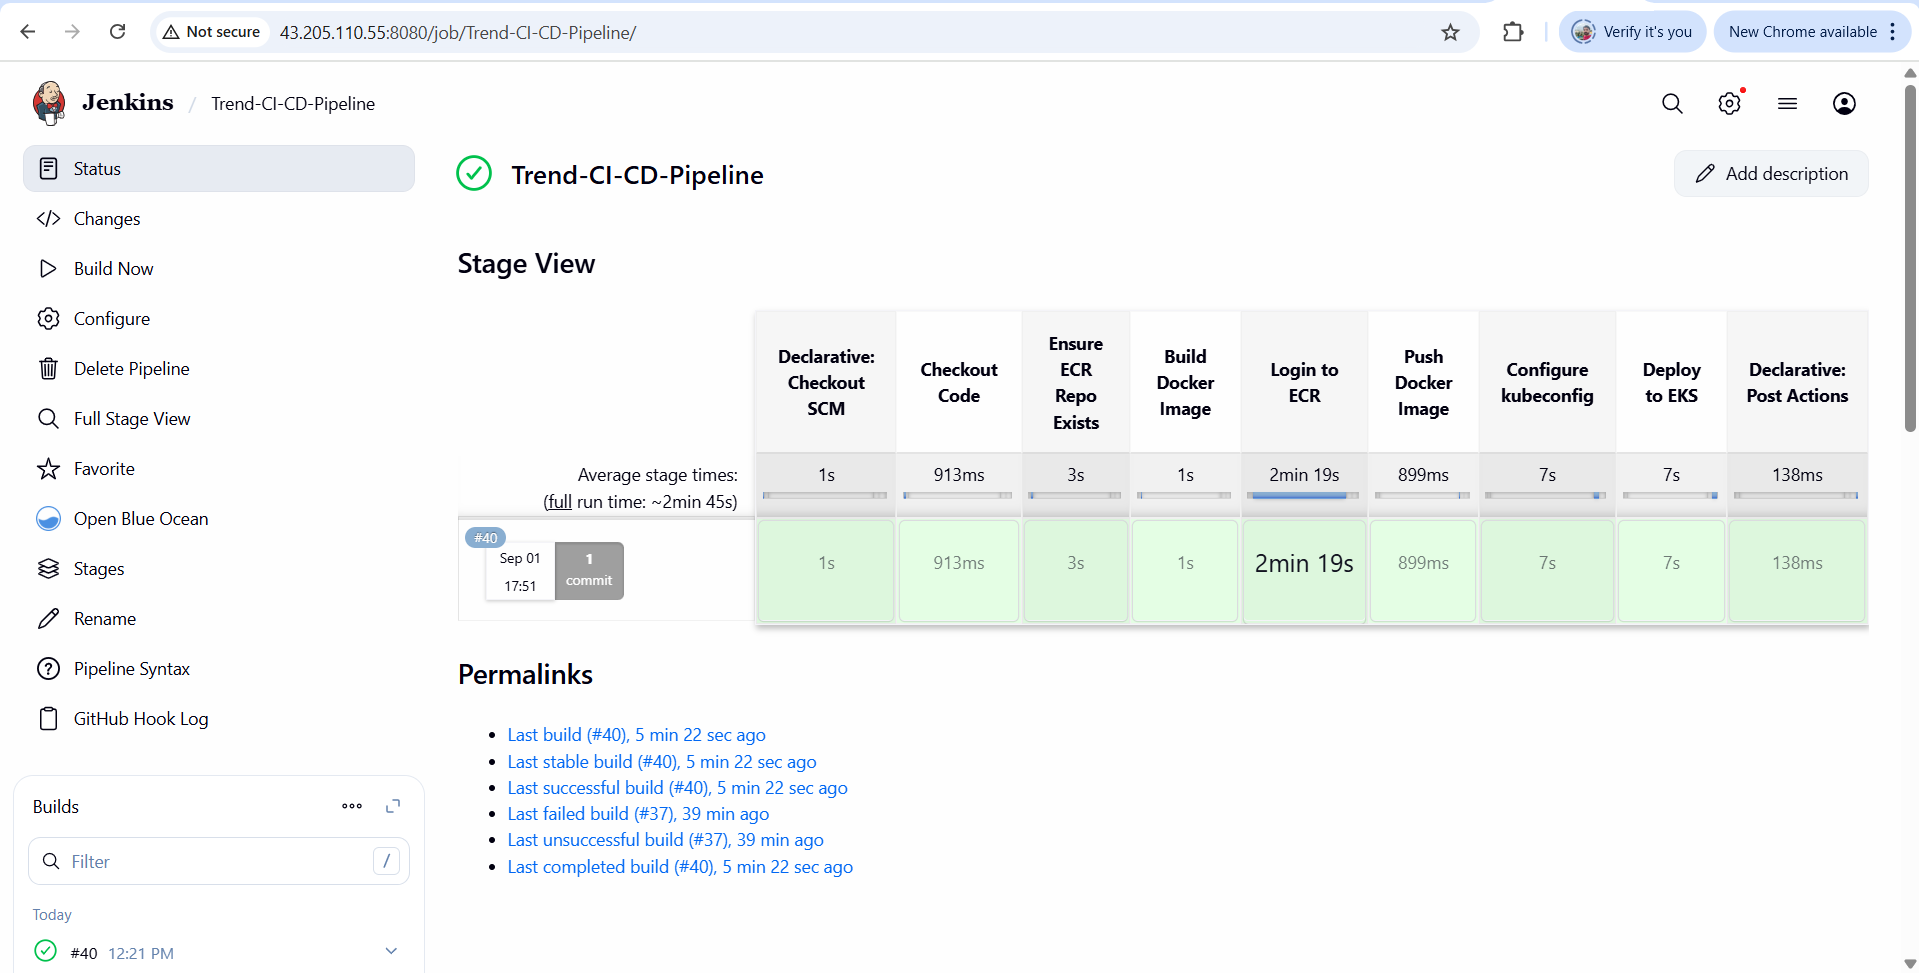 Not secure
43.205.110.55:8080/job/Trend-CI-CD-Pipeline/
Verify it's you
New Chrome available
Jenkins
/
Trend-CI-CD-Pipeline
Status
Changes
Build Now
Configure
Delete Pipeline
Full Stage View
Favorite
Open Blue Ocean
Stages
Rename
Pipeline Syntax
GitHub Hook Log
Builds
Filter
/
Today
#40 12:21 PM
Trend-CI-CD-Pipeline
Add description
Stage View
Declarative:
Checkout
SCM
Checkout
Code
Ensure
ECR
Repo
Exists
Build
Docker
Image
Login to
ECR
Push
Docker
Image
Configure
kubeconfig
Deploy
to EKS
Declarative:
Post Actions
Average stage times:
(full run time: ~2min 45s)
1s
913ms
3s
1s
2min 19s
899ms
7s
7s
138ms
#40
Sep 01
17:51
1
commit
1s
913ms
3s
1s
2min 19s
899ms
7s
7s
138ms
Permalinks
Last build (#40), 5 min 22 sec ago
Last stable build (#40), 5 min 22 sec ago
Last successful build (#40), 5 min 22 sec ago
Last failed build (#37), 39 min ago
Last unsuccessful build (#37), 39 min ago
Last completed build (#40), 5 min 22 sec ago